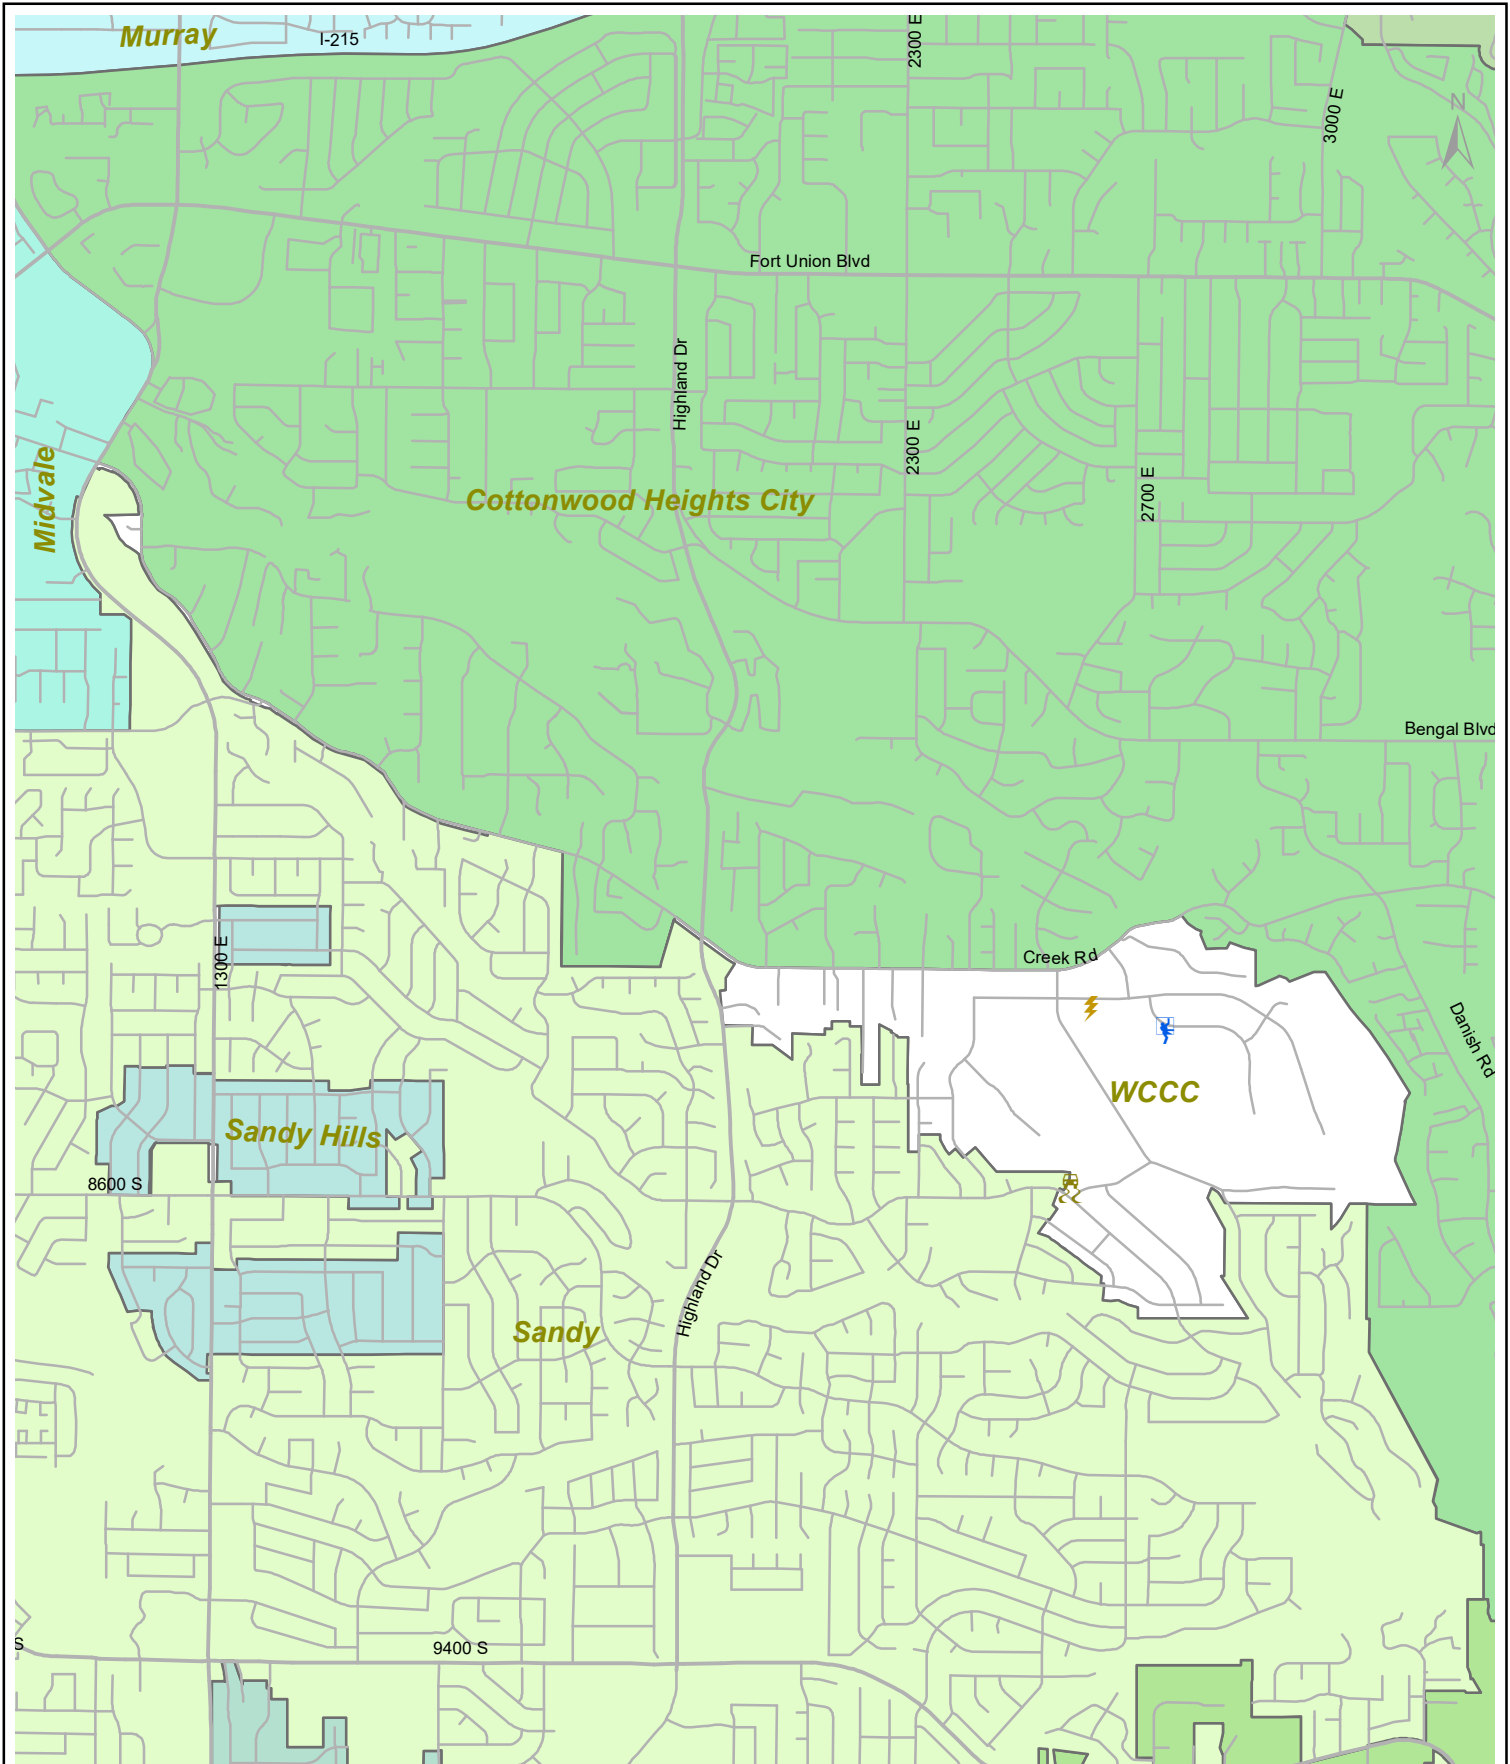 Murray
I-215
2300 E
3000 E
N
Fort Union Blvd
Highland Dr
2300 E
Midvale
2700 E
Cottonwood Heights City
Bengal Blvd
1300 E
Creek Rd
Danish Rd
WCCC
Sandy Hills
8600 S
Highland Dr
Sandy
S
9400 S